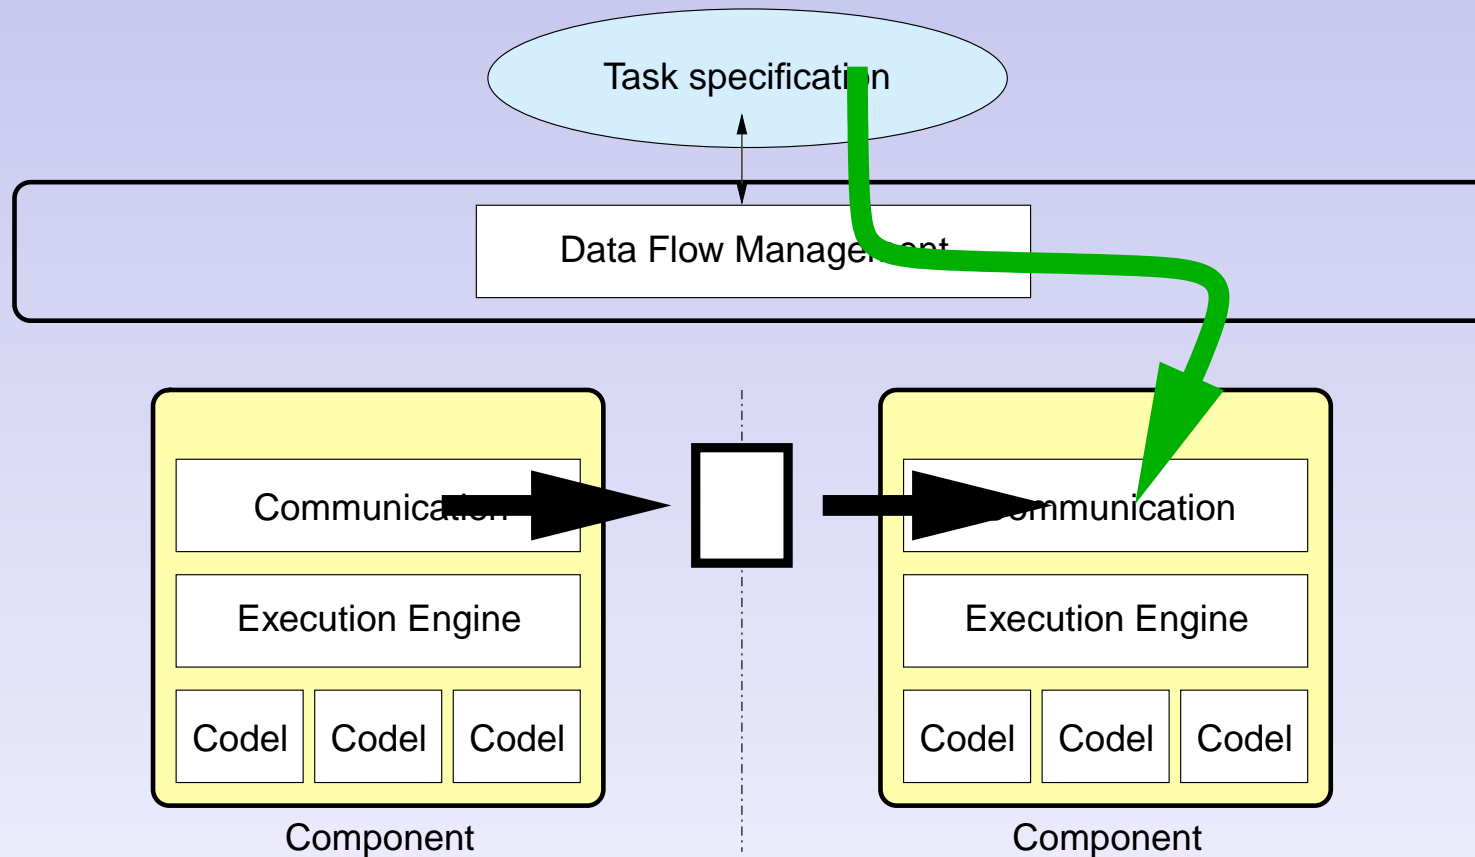 Task specification
Data Flow Management
Communication
Communication
Execution Engine
Execution Engine
Codel Codel Codel
Codel Codel Codel
Component
Component